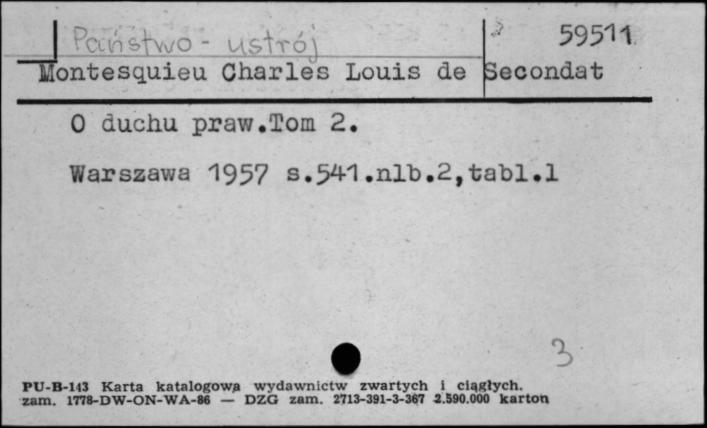 Państwo - ustrój
59511
Montesquieu Charles Louis de Secondat
O duchu praw.Tom 2.
Warszawa 1957 s.541.nlb.2,tabl.1
3
PU-B-143 Karta katalogowa wydawnictw zwartych i ciągłych.
zam. 1778-DW-ON-WA-86 — DZG zam. 2713-391-3-367 2.590.000 karton